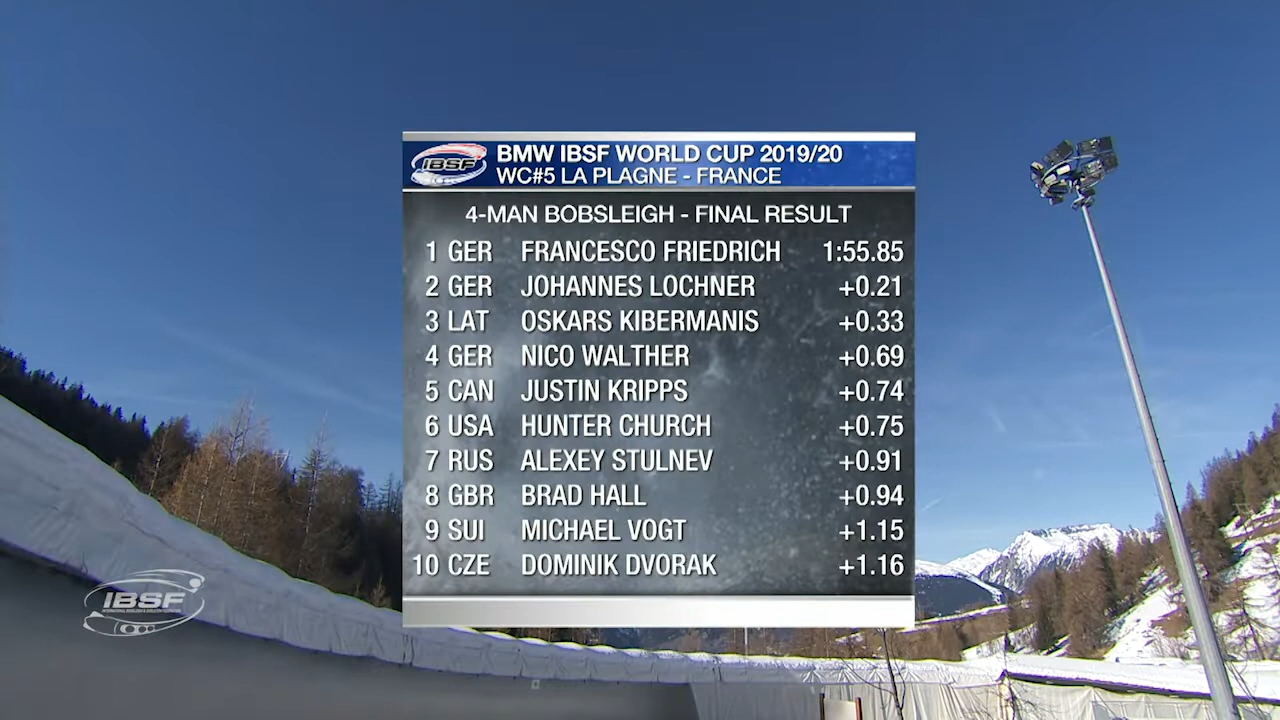 IBSF
BMW IBSF WORLD CUP 2019/20
WC#5 LA PLAGNE - FRANCE
4-MAN BOBSLEIGH - FINAL RESULT
1 GER FRANCESCO FRIEDRICH 1:55.85
2 GER JOHANNES LOCHNER +0.21
3 LAT OSKARS KIBERMANIS +0.33
4 GER NICO WALTHER +0.69
5 CAN JUSTIN KRIPPS +0.74
6 USA HUNTER CHURCH +0.75
7 RUS ALEXEY STULNEV +0.91
8 GBR BRAD HALL +0.94
9 SUI MICHAEL VOGT +1.15
10 CZE DOMINIK DVORAK +1.16
IBSF
INTERNATIONAL BOBSLEIGH & SKELETON FEDERATION